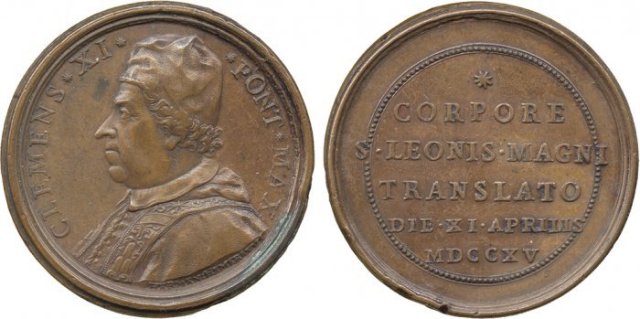 CLEMENS · XI · PONT · MAX ·
*
CORPORE
S · LEONIS · MAGNI
TRANSLATO
DIE · XI · APRILIS
MDCCXV